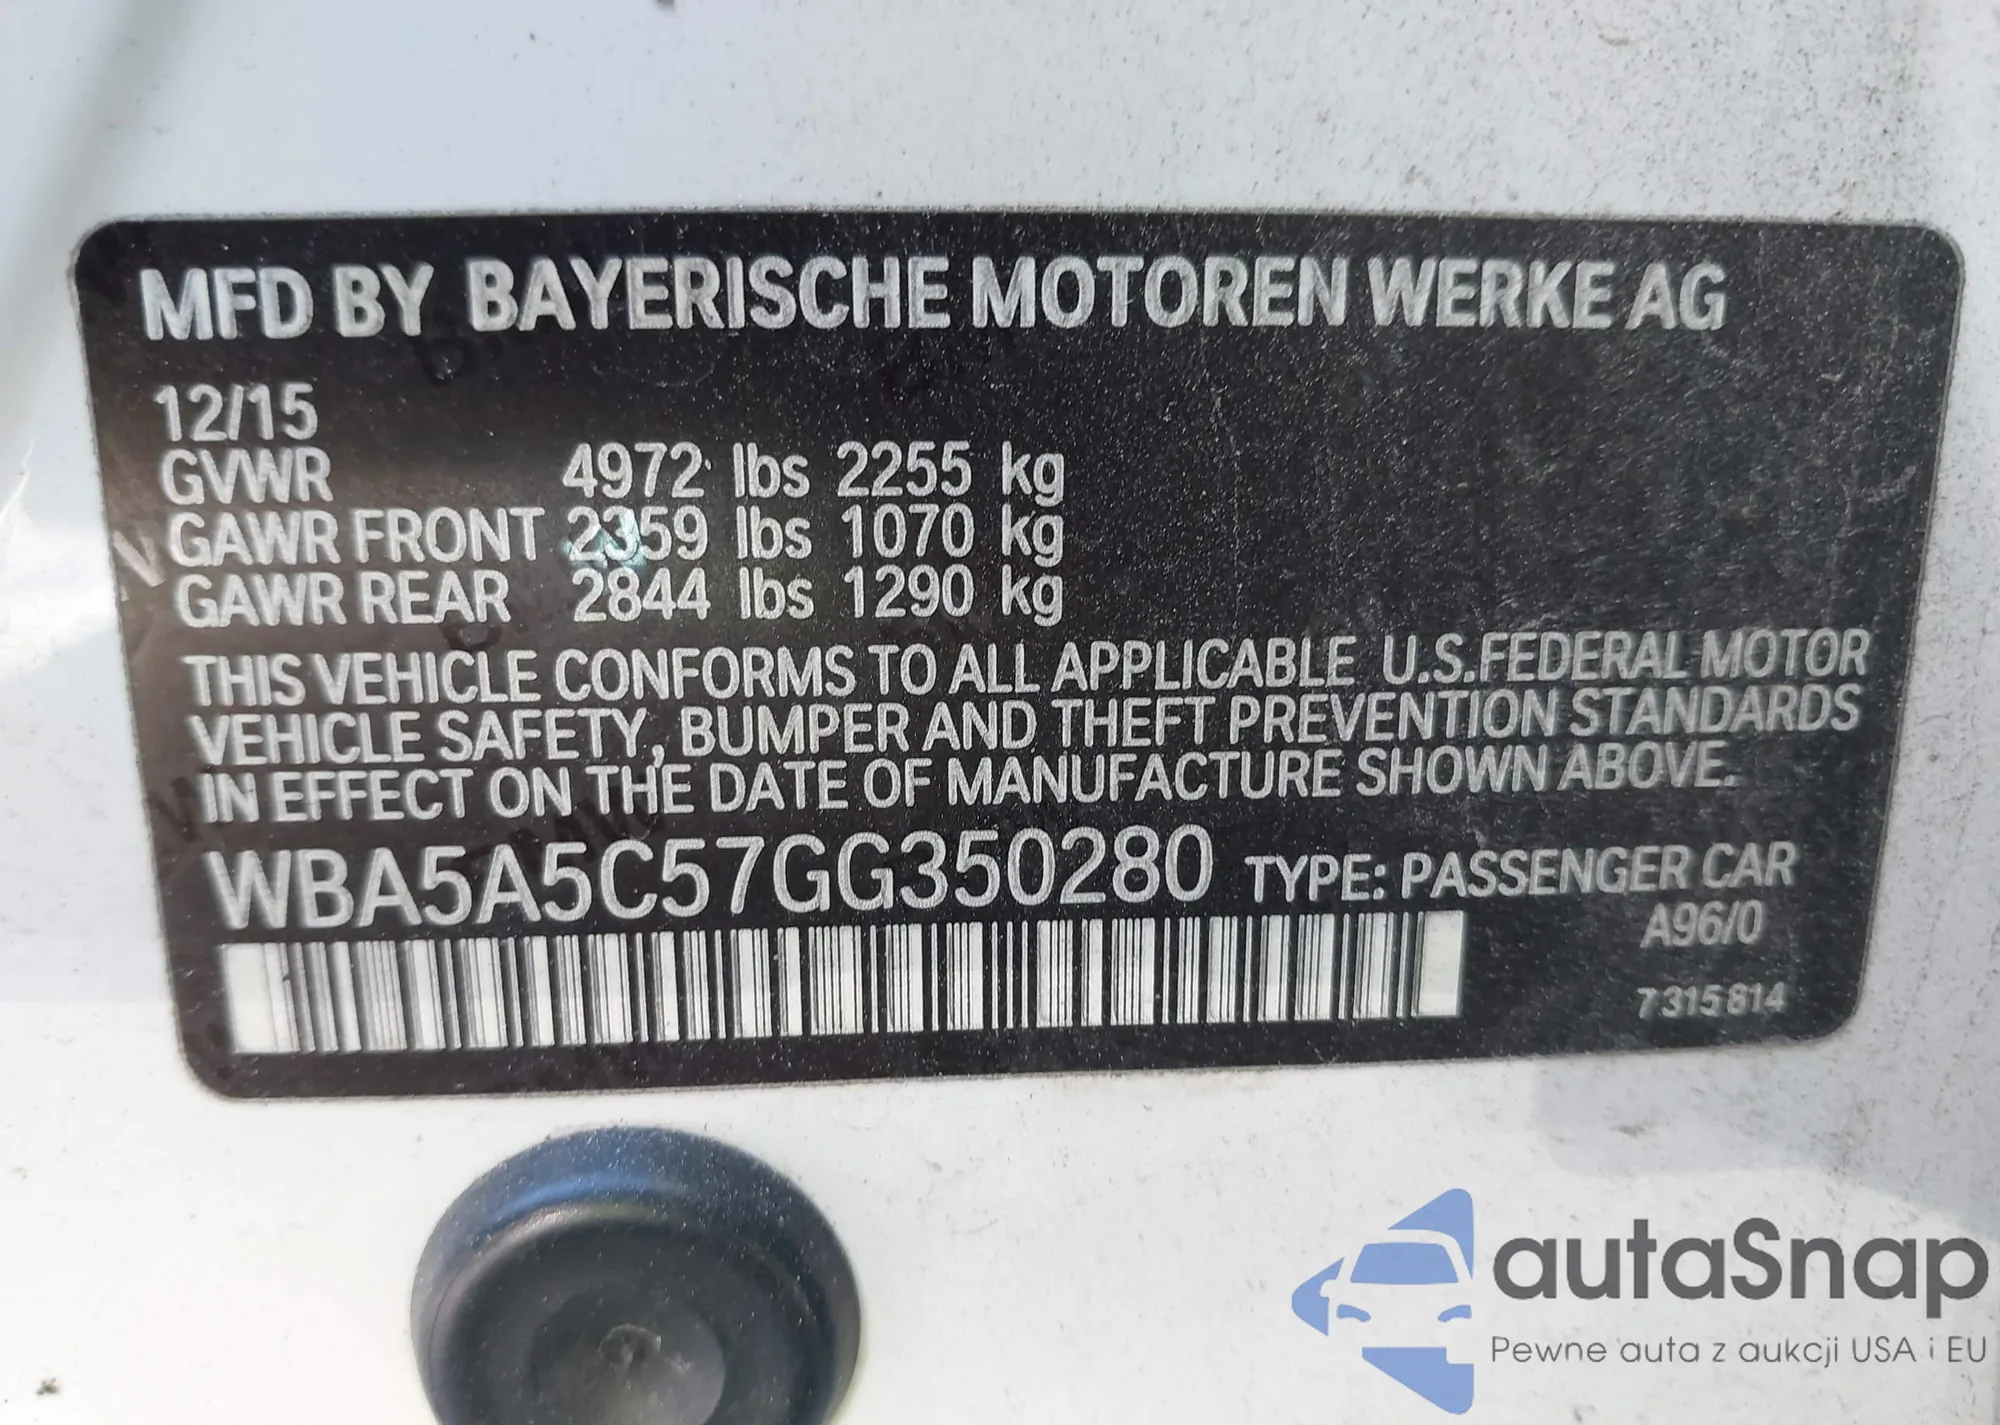 MFD BY BAYERISCHE MOTOREN WERKE AG
12/15
GVWR 4972 lbs 2255 kg
GAWR FRONT 2359 lbs 1070 kg
GAWR REAR 2844 lbs 1290 kg
THIS VEHICLE CONFORMS TO ALL APPLICABLE U.S.FEDERAL MOTOR
VEHICLE SAFETY, BUMPER AND THEFT PREVENTION STANDARDS
IN EFFECT ON THE DATE OF MANUFACTURE SHOWN ABOVE.
WBA5A5C57GG350280 TYPE: PASSENGER CAR
A96/0
7315814
autaSnap
Pewne auta z aukcji USA i EU